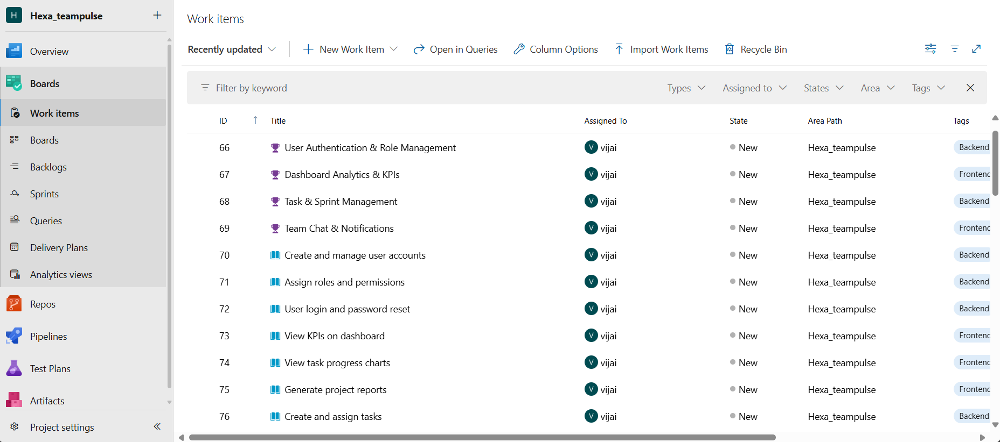 H Hexa_teampulse
Overview
Boards
Work items
Boards
Backlogs
Sprints
Queries
Delivery Plans
Analytics views
Repos
Pipelines
Test Plans
Artifacts
Project settings
Work items
Recently updated New Work Item Open in Queries Column Options Import Work Items Recycle Bin
Filter by keyword Types Assigned to States Area Tags
ID Title Assigned To State Area Path Tags
66 User Authentication & Role Management V vijai New Hexa_teampulse Backend
67 Dashboard Analytics & KPIs V vijai New Hexa_teampulse Frontend
68 Task & Sprint Management V vijai New Hexa_teampulse Backend
69 Team Chat & Notifications V vijai New Hexa_teampulse Frontend
70 Create and manage user accounts V vijai New Hexa_teampulse Backend
71 Assign roles and permissions V vijai New Hexa_teampulse Backend
72 User login and password reset V vijai New Hexa_teampulse Backend
73 View KPIs on dashboard V vijai New Hexa_teampulse Frontend
74 View task progress charts V vijai New Hexa_teampulse Frontend
75 Generate project reports V vijai New Hexa_teampulse Frontend
76 Create and assign tasks V vijai New Hexa_teampulse Backend